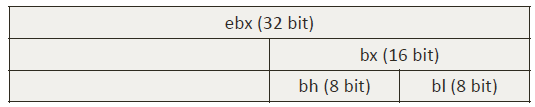 ebx (32 bit)
bx (16 bit)
bh (8 bit) bl (8 bit)